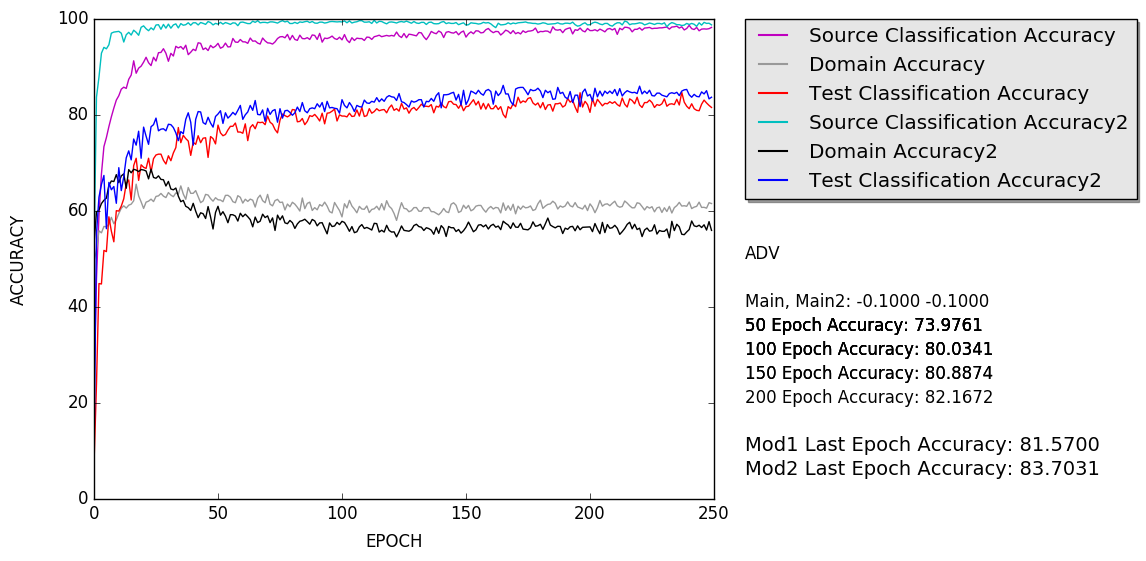 100
80
60
40
20
0
0 50 100 150 200 250
ACCURACY
EPOCH
Source Classification Accuracy
Domain Accuracy
Test Classification Accuracy
Source Classification Accuracy2
Domain Accuracy2
Test Classification Accuracy2
ADV
Main, Main2: -0.1000 -0.1000
50 Epoch Accuracy: 73.9761
100 Epoch Accuracy: 80.0341
150 Epoch Accuracy: 80.8874
200 Epoch Accuracy: 82.1672
Mod1 Last Epoch Accuracy: 81.5700
Mod2 Last Epoch Accuracy: 83.7031